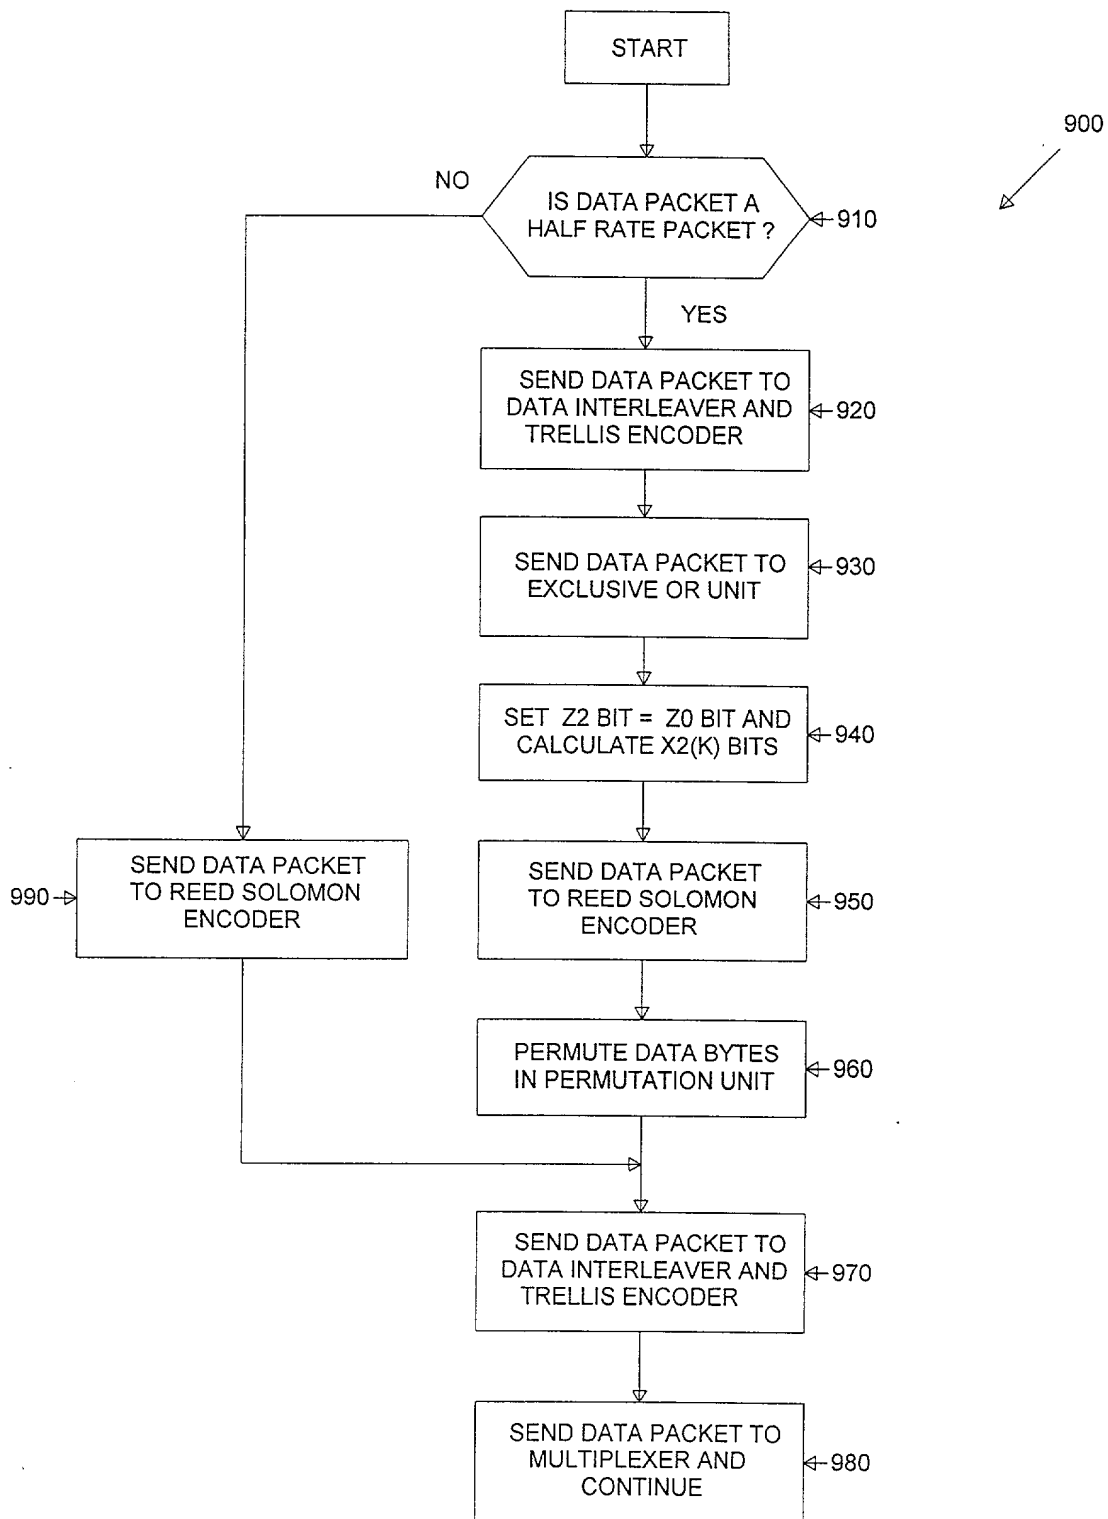 START
900
NO
IS DATA PACKET A
HALF RATE PACKET ?
910
YES
SEND DATA PACKET TO
DATA INTERLEAVER AND
TRELLIS ENCODER
920
SEND DATA PACKET TO
EXCLUSIVE OR UNIT
930
SET Z2 BIT = Z0 BIT AND
CALCULATE X2(K) BITS
940
990
SEND DATA PACKET
TO REED SOLOMON
ENCODER
SEND DATA PACKET
TO REED SOLOMON
ENCODER
950
PERMUTE DATA BYTES
IN PERMUTATION UNIT
960
SEND DATA PACKET TO
DATA INTERLEAVER AND
TRELLIS ENCODER
970
SEND DATA PACKET TO
MULTIPLEXER AND
CONTINUE
980